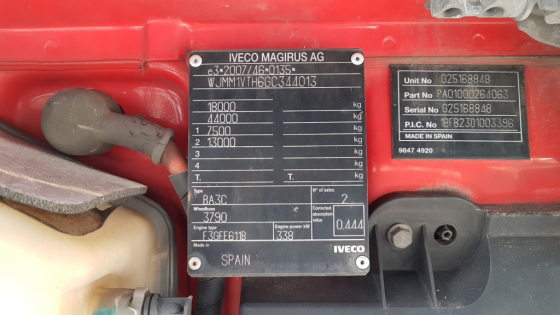 IVECO MAGIRUS AG
e3*2007/46*0135*
WJMM1VTH6GC344013
18000 kg
44000 kg
1 7500 kg
2 13000 kg
3 kg
4 kg
T. T. kg
Type N° of axles
BA3C 2
Wheelbase
3790
Corrected absorption value
0.444
Engine type Engine power kW
F3GFE611B 338
Made in
IVECO
SPAIN
Unit No G25168848
Part No PA0100026A063
Serial No G25168848
P.I.C. No 1BFB2301003396
MADE IN SPAIN
9847 4920